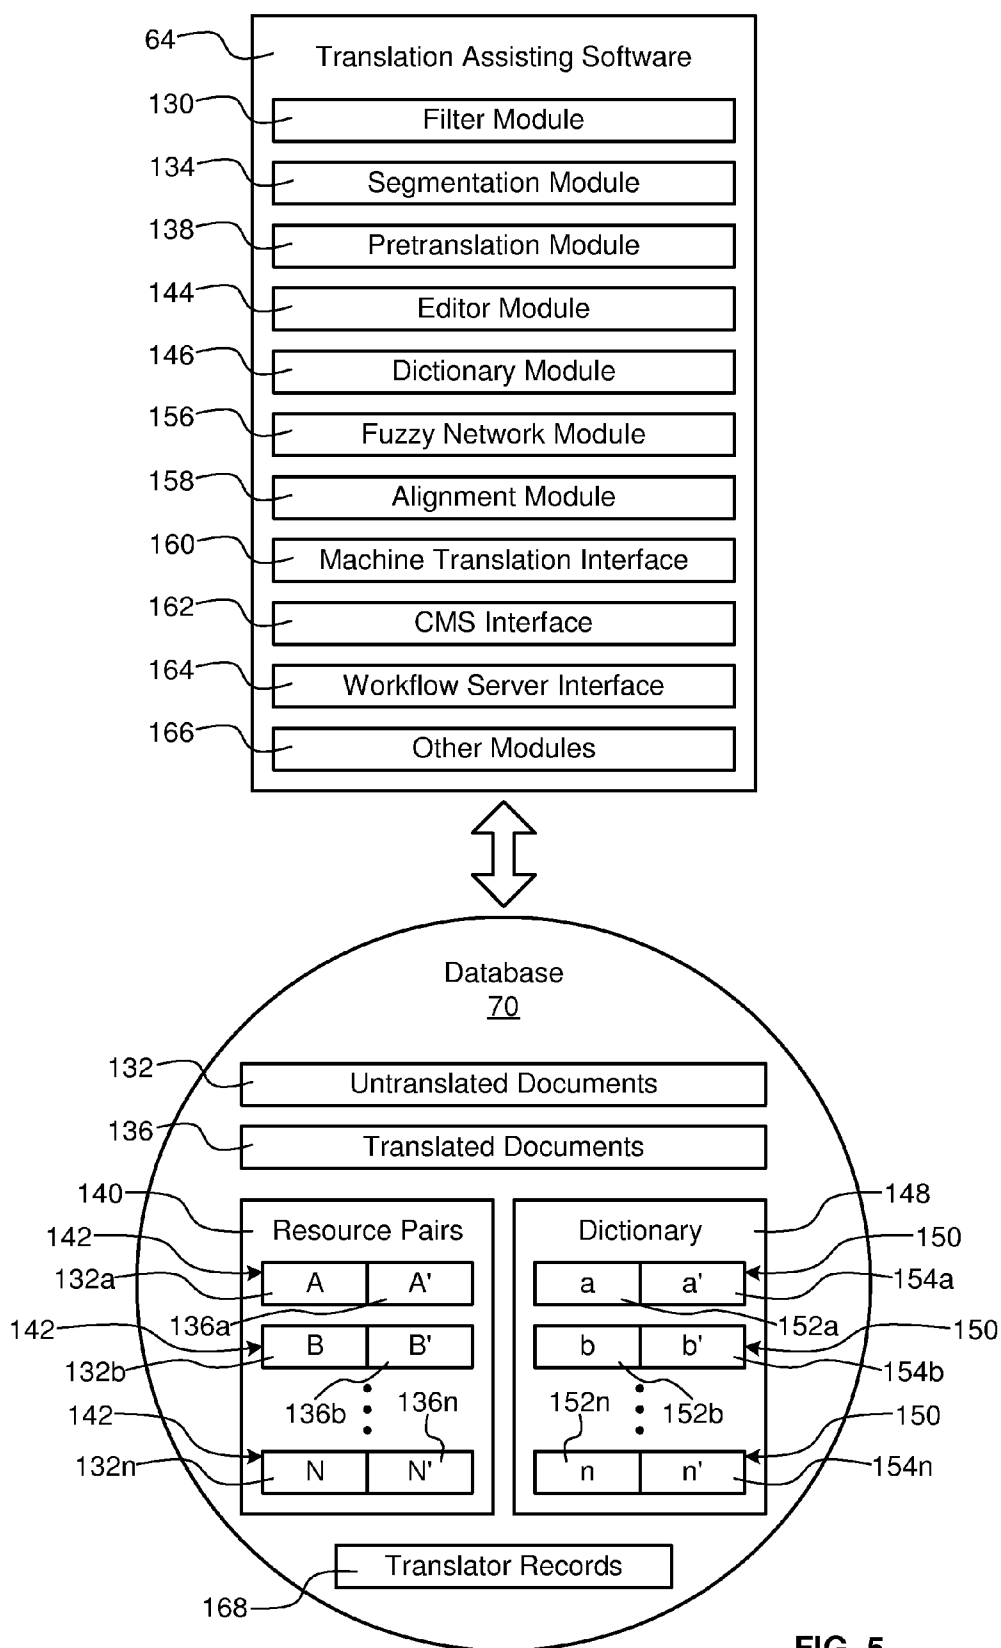 64
Translation Assisting Software
130
Filter Module
134
Segmentation Module
138
Pretranslation Module
144
Editor Module
146
Dictionary Module
156
Fuzzy Network Module
158
Alignment Module
160
Machine Translation Interface
162
CMS Interface
164
Workflow Server Interface
166
Other Modules
Database
70
132
Untranslated Documents
136
Translated Documents
140
Resource Pairs
Dictionary
148
142
150
132a
A A'
a a'
154a
136a
152a
142
150
132b
B B'
b b'
154b
136b
136n
152n
152b
142
150
132n
N N'
n n'
154n
Translator Records
168
FIG. 5